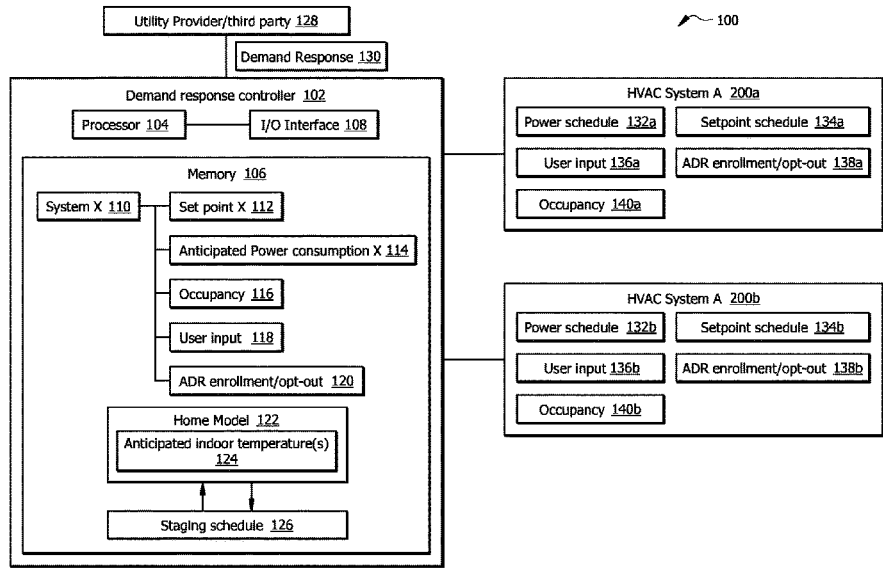 Utility Provider/third party 128
100
Demand Response 130
Demand response controller 102
Processor 104
I/O Interface 108
Memory 106
System X 110
Set point X 112
Anticipated Power consumption X 114
Occupancy 116
User input 118
ADR enrollment/opt-out 120
Home Model 122
Anticipated indoor temperature(s)
124
Staging schedule 126
HVAC System A 200a
Power schedule 132a
Setpoint schedule 134a
User input 136a
ADR enrollment/opt-out 138a
Occupancy 140a
HVAC System A 200b
Power schedule 132b
Setpoint schedule 134b
User input 136b
ADR enrollment/opt-out 138b
Occupancy 140b